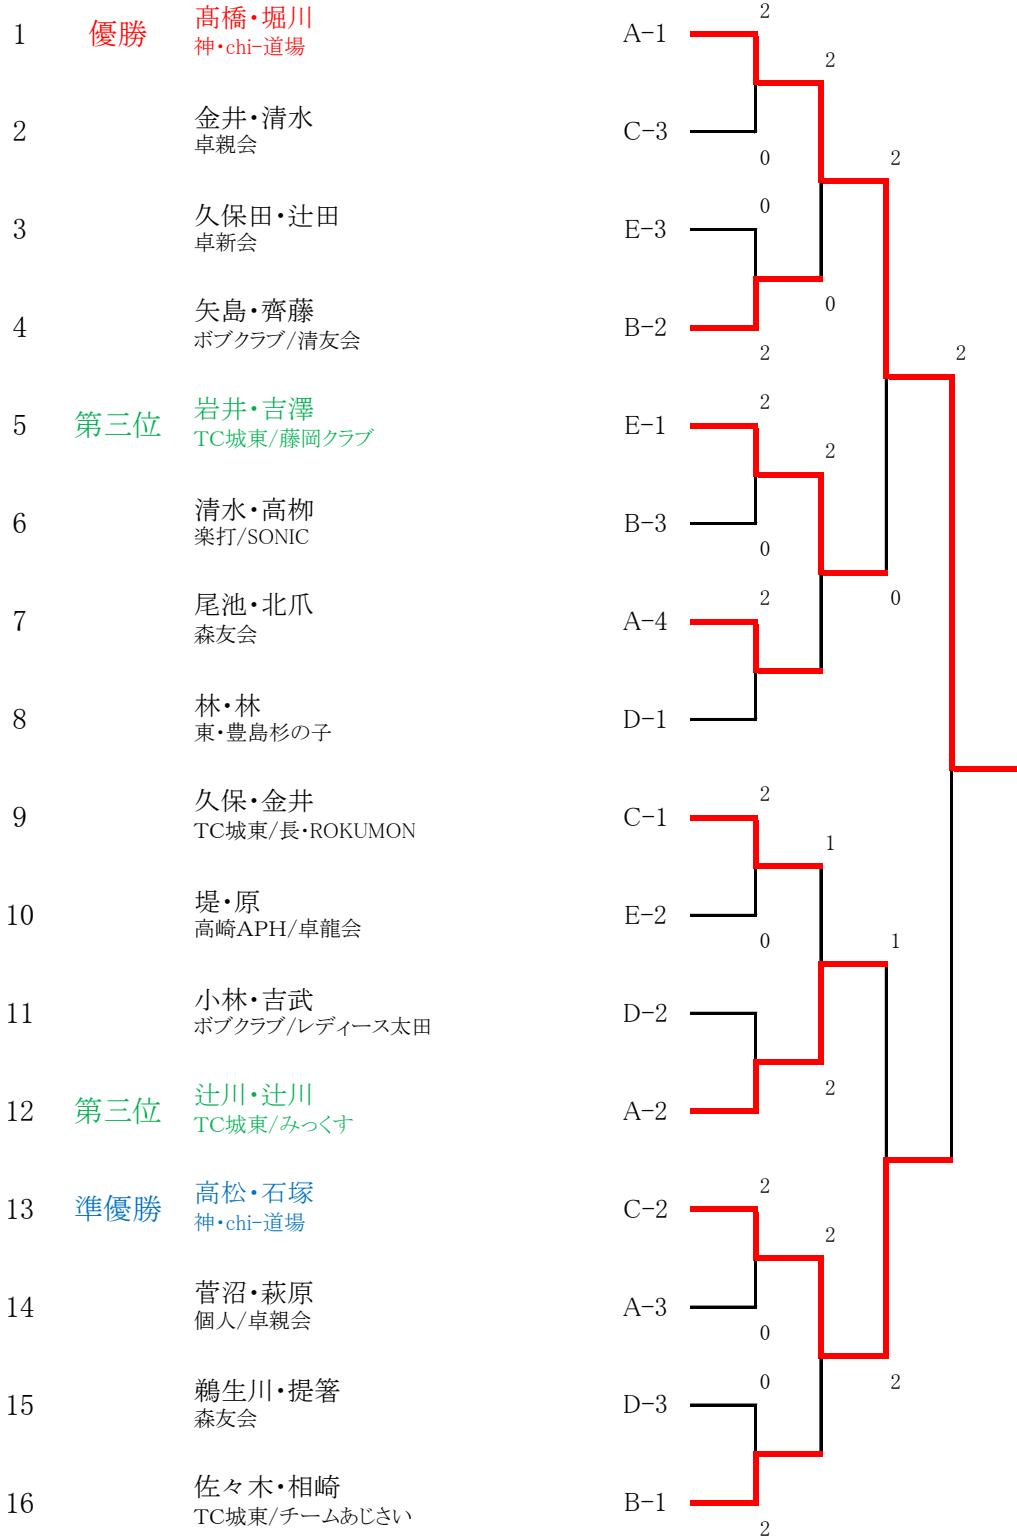 1 優勝 髙橋・堀川 A-1 2
神・chi-道場
2
2 金井・清水 C-3
卓親会
0 2
0
3 久保田・辻田 E-3
卓新会
0
4 矢島・齊藤 B-2
ボブクラブ/清友会
2 2
5 第三位 岩井・吉澤 E-1 2
TC城東/藤岡クラブ
2
6 清水・高栁 B-3
楽打/SONIC
0
2 0
7 尾池・北爪 A-4
森友会
8 林・林 D-1
東・豊島杉の子
9 久保・金井 C-1 2
TC城東/長・ROKUMON
1
10 堤・原 E-2
高崎APH/卓龍会
0 1
11 小林・吉武 D-2
ボブクラブ/レディース太田
2
12 第三位 辻川・辻川 A-2
TC城東/みっくす
13 準優勝 高松・石塚 C-2 2
神・chi-道場
2
14 菅沼・萩原 A-3
個人/卓親会
0
0 2
15 鵜生川・提箸 D-3
森友会
16 佐々木・相崎 B-1
TC城東/チームあじさい
2